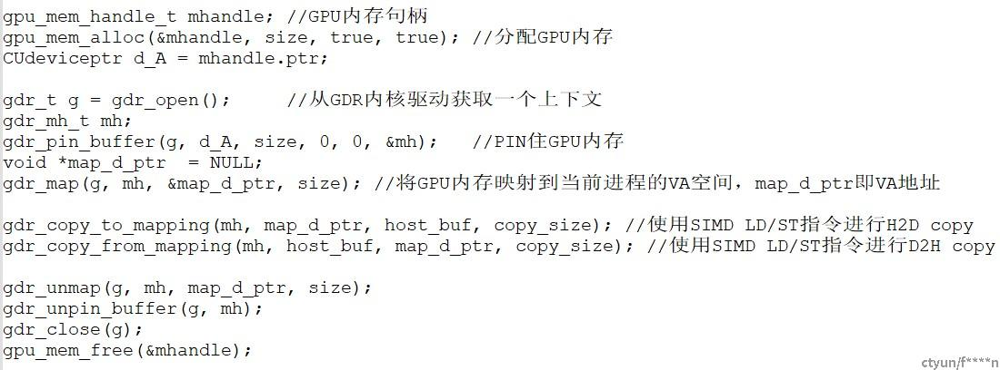 gpu_mem_handle_t mhandle; //GPU内存句柄
gpu_mem_alloc(&mhandle, size, true, true); //分配GPU内存
CUdeviceptr d_A = mhandle.ptr;
gdr_t g = gdr_open();     //从GDR内核驱动获取一个上下文
gdr_mh_t mh;
gdr_pin_buffer(g, d_A, size, 0, 0, &mh);   //PIN住GPU内存
void *map_d_ptr  = NULL;
gdr_map(g, mh, &map_d_ptr, size); //将GPU内存映射到当前进程的VA空间，map_d_ptr即VA地址
gdr_copy_to_mapping(mh, map_d_ptr, host_buf, copy_size); //使用SIMD LD/ST指令进行H2D copy
gdr_copy_from_mapping(mh, host_buf, map_d_ptr, copy_size); //使用SIMD LD/ST指令进行D2H copy
gdr_unmap(g, mh, map_d_ptr, size);
gdr_unpin_buffer(g, mh);
gdr_close(g);
gpu_mem_free(&mhandle);
ctyun/f****n